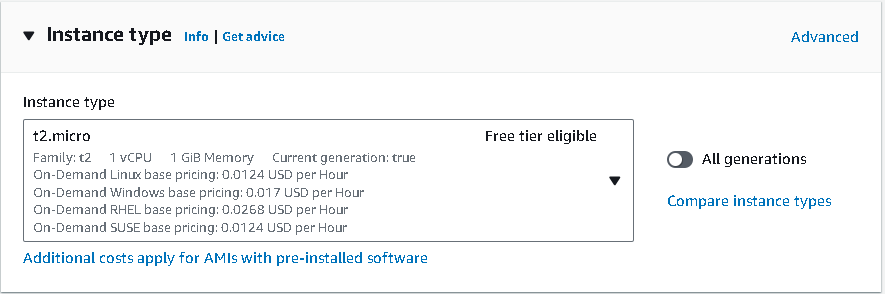 Instance type Info | Get advice
Advanced
Instance type
t2.micro Free tier eligible
Family: t2 1 vCPU 1 GiB Memory Current generation: true
On-Demand Linux base pricing: 0.0124 USD per Hour
On-Demand Windows base pricing: 0.017 USD per Hour
On-Demand RHEL base pricing: 0.0268 USD per Hour
On-Demand SUSE base pricing: 0.0124 USD per Hour
All generations
Compare instance types
Additional costs apply for AMIs with pre-installed software